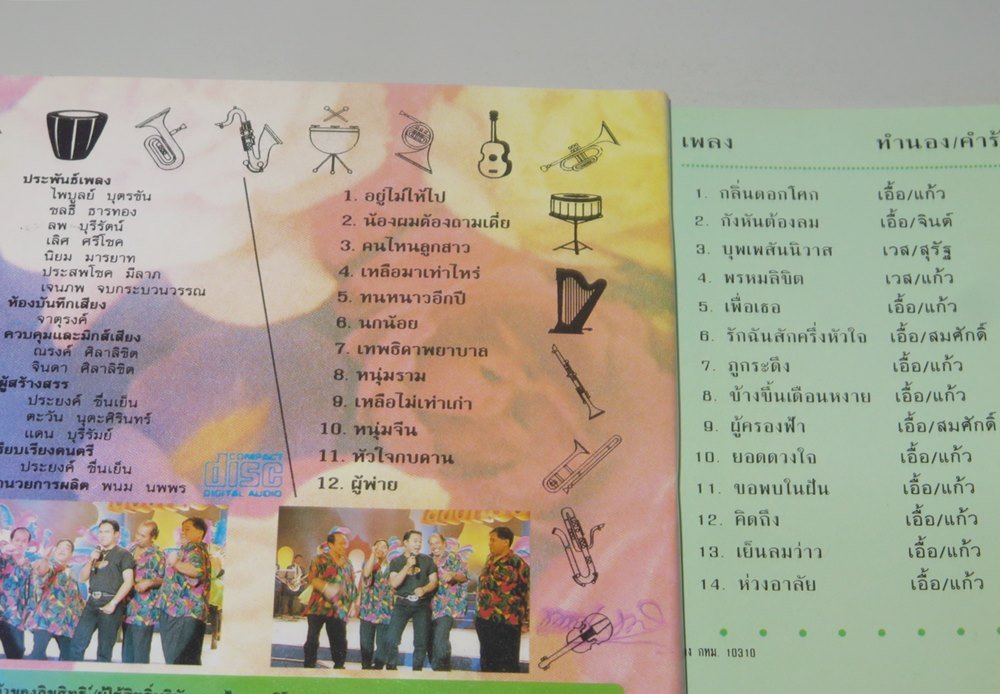 ประพันธ์เพลง
ไพบูลย์ บุตรขัน
ชลธี ธารทอง
ลพ บุรีรัตน์
เลิศ ศรีโชค
นิยม มารยาท
ประสพโชค มีลาภ
เจนภพ จบกระบวนวรรณ
ห้องบันทึกเสียง
จาตุรงค์
ควบคุมและมิกส์เสียง
ณรงค์ ศิลาลิขิต
จินดา ศิลาลิขิต
ผู้สร้างสรร
ประยงค์ ชื่นเย็น
ตะวัน นุตะศิรินทร์
แดน บุรีรัมย์
เรียบเรียงดนตรี
ประยงค์ ชื่นเย็น
อำนวยการผลิต พนม นพพร
1. อยู่ไม่ให้ไป
2. น้องผมต้องถามเดี่ย
3. คนไหนลูกสาว
4. เหลือมาเท่าไหร่
5. ทนหนาวอีกปี
6. นกน้อย
7. เทพธิดาพยาบาล
8. หนุ่มราม
9. เหลือไม่เท่าเก่า
10. หนุ่มจีน
11. หัวใจกบดาน
12. ผู้พ่าย
COMPACT
disc
DIGITAL AUDIO
เพลง ทำนอง/คำร้
1. กลิ่นดอกโศก เอื้อ/แก้ว
2. กังหันต้องลม เอื้อ/จินต์
3. บุพเพสันนิวาส เวส/สุรัฐ
4. พรหมลิขิต เวส/แก้ว
5. เพื่อเธอ เอื้อ/แก้ว
6. รักฉันสักครึ่งหัวใจ เอื้อ/สมศักดิ์
7. ภูกระดึง เอื้อ/แก้ว
8. ข้างขึ้นเดือนหงาย เอื้อ/แก้ว
9. ผู้ครองฟ้า เอื้อ/สมศักดิ์
10. ยอดดวงใจ เอื้อ/แก้ว
11. ขอพบในฝัน เอื้อ/แก้ว
12. คิดถึง เอื้อ/แก้ว
13. เย็นลมว่าว เอื้อ/แก้ว
14. ห่วงอาลัย เอื้อ/แก้ว
ง กทม. 10310